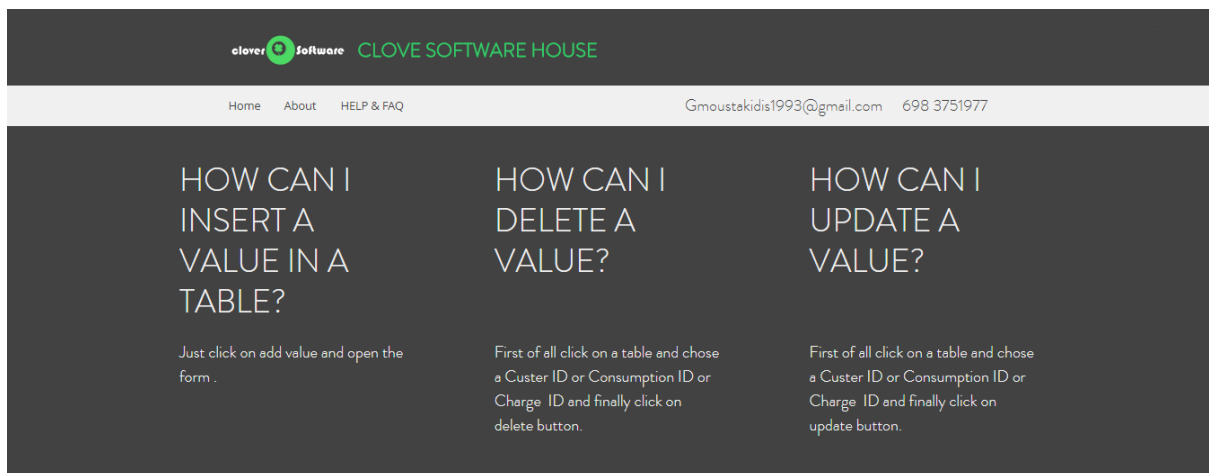 clover Software CLOVE SOFTWARE HOUSE
Home About HELP & FAQ Gmoustakidis1993@gmail.com 698 3751977
HOW CAN I
INSERT A
VALUE IN A
TABLE?
Just click on add value and open the
form .
HOW CAN I
DELETE A
VALUE?
First of all click on a table and chose
a Custer ID or Consumption ID or
Charge ID and finally click on
delete button.
HOW CAN I
UPDATE A
VALUE?
First of all click on a table and chose
a Custer ID or Consumption ID or
Charge ID and finally click on
update button.